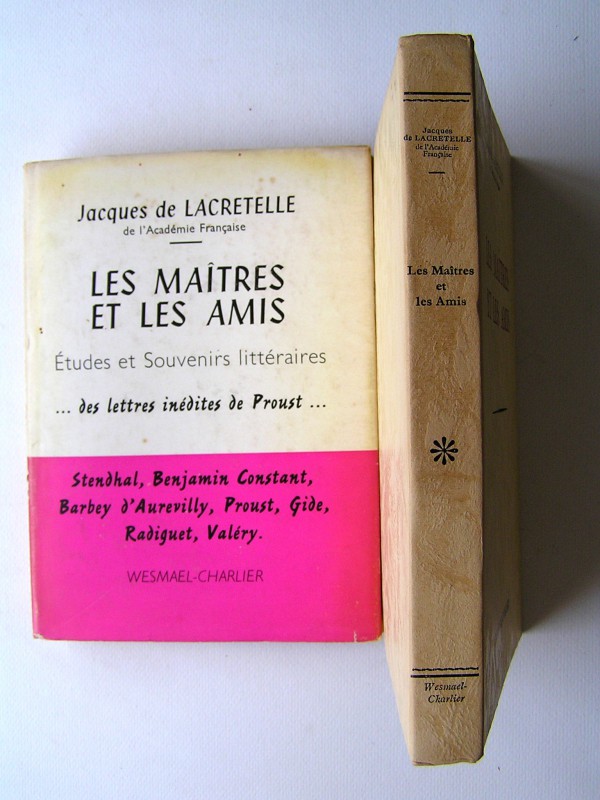 Jacques de LACRETELLE
de l'Académie Française
LES MAÎTRES
ET LES AMIS
Études et Souvenirs littéraires
... des lettres inédites de Proust ...
Stendhal, Benjamin Constant,
Barbey d'Aurevilly, Proust, Gide,
Radiguet, Valéry.
WESMAEL-CHARLIER
Jacques
de LACRETELLE
de l'Académie
Française
Les Maîtres
et
les Amis
Wesmael-
Charlier